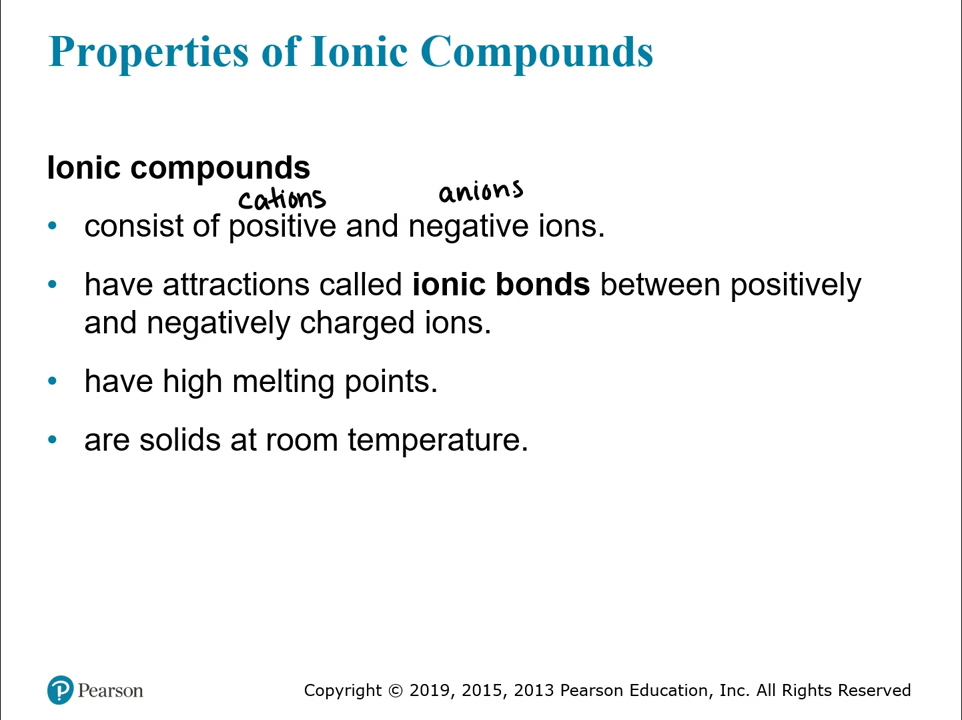 Properties of Ionic Compounds
Ionic compounds
cations anions
• consist of positive and negative ions.
• have attractions called ionic bonds between positively
and negatively charged ions.
• have high melting points.
• are solids at room temperature.
Pearson
Copyright © 2019, 2015, 2013 Pearson Education, Inc. All Rights Reserved